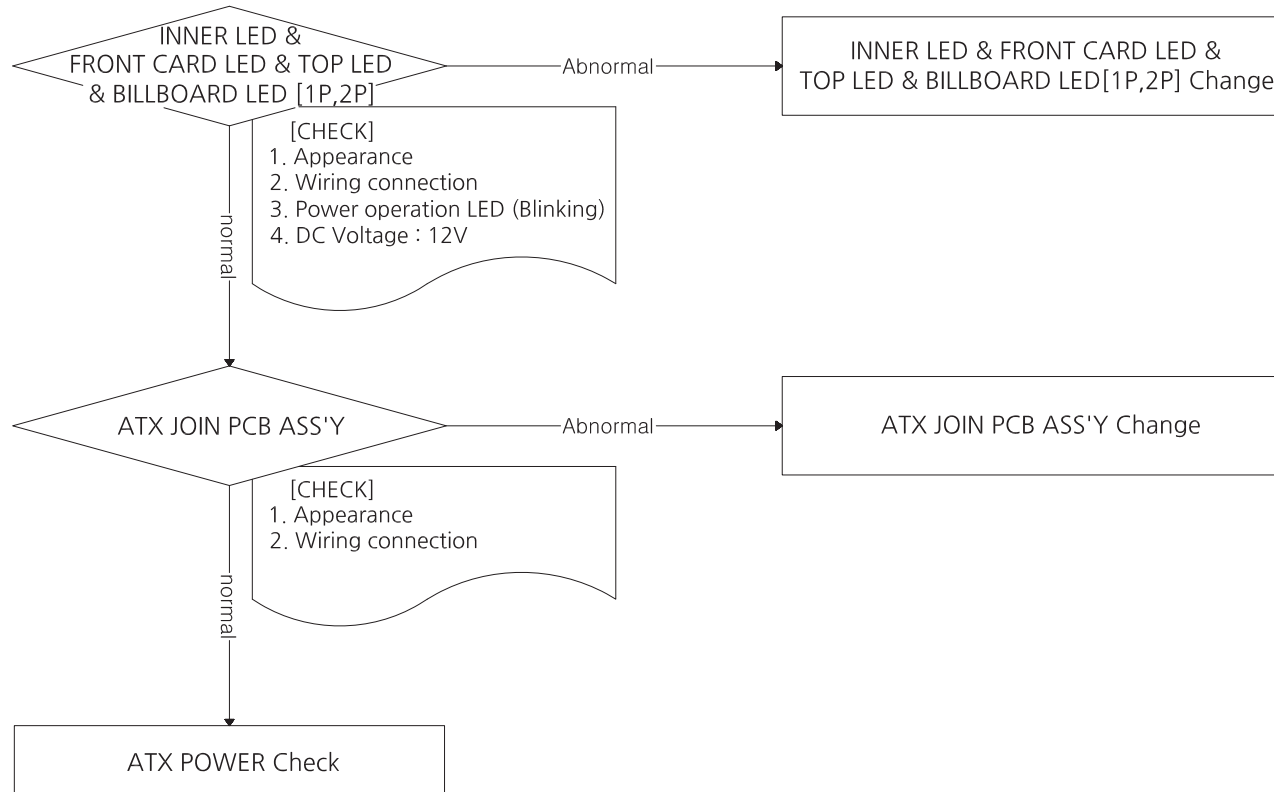 INNER LED &
FRONT CARD LED & TOP LED
& BILLBOARD LED [1P,2P]
Abnormal
INNER LED & FRONT CARD LED &
TOP LED & BILLBOARD LED[1P,2P] Change
[CHECK]
1. Appearance
2. Wiring connection
3. Power operation LED (Blinking)
4. DC Voltage : 12V
normal
ATX JOIN PCB ASS'Y
Abnormal
ATX JOIN PCB ASS'Y Change
[CHECK]
1. Appearance
2. Wiring connection
normal
ATX POWER Check